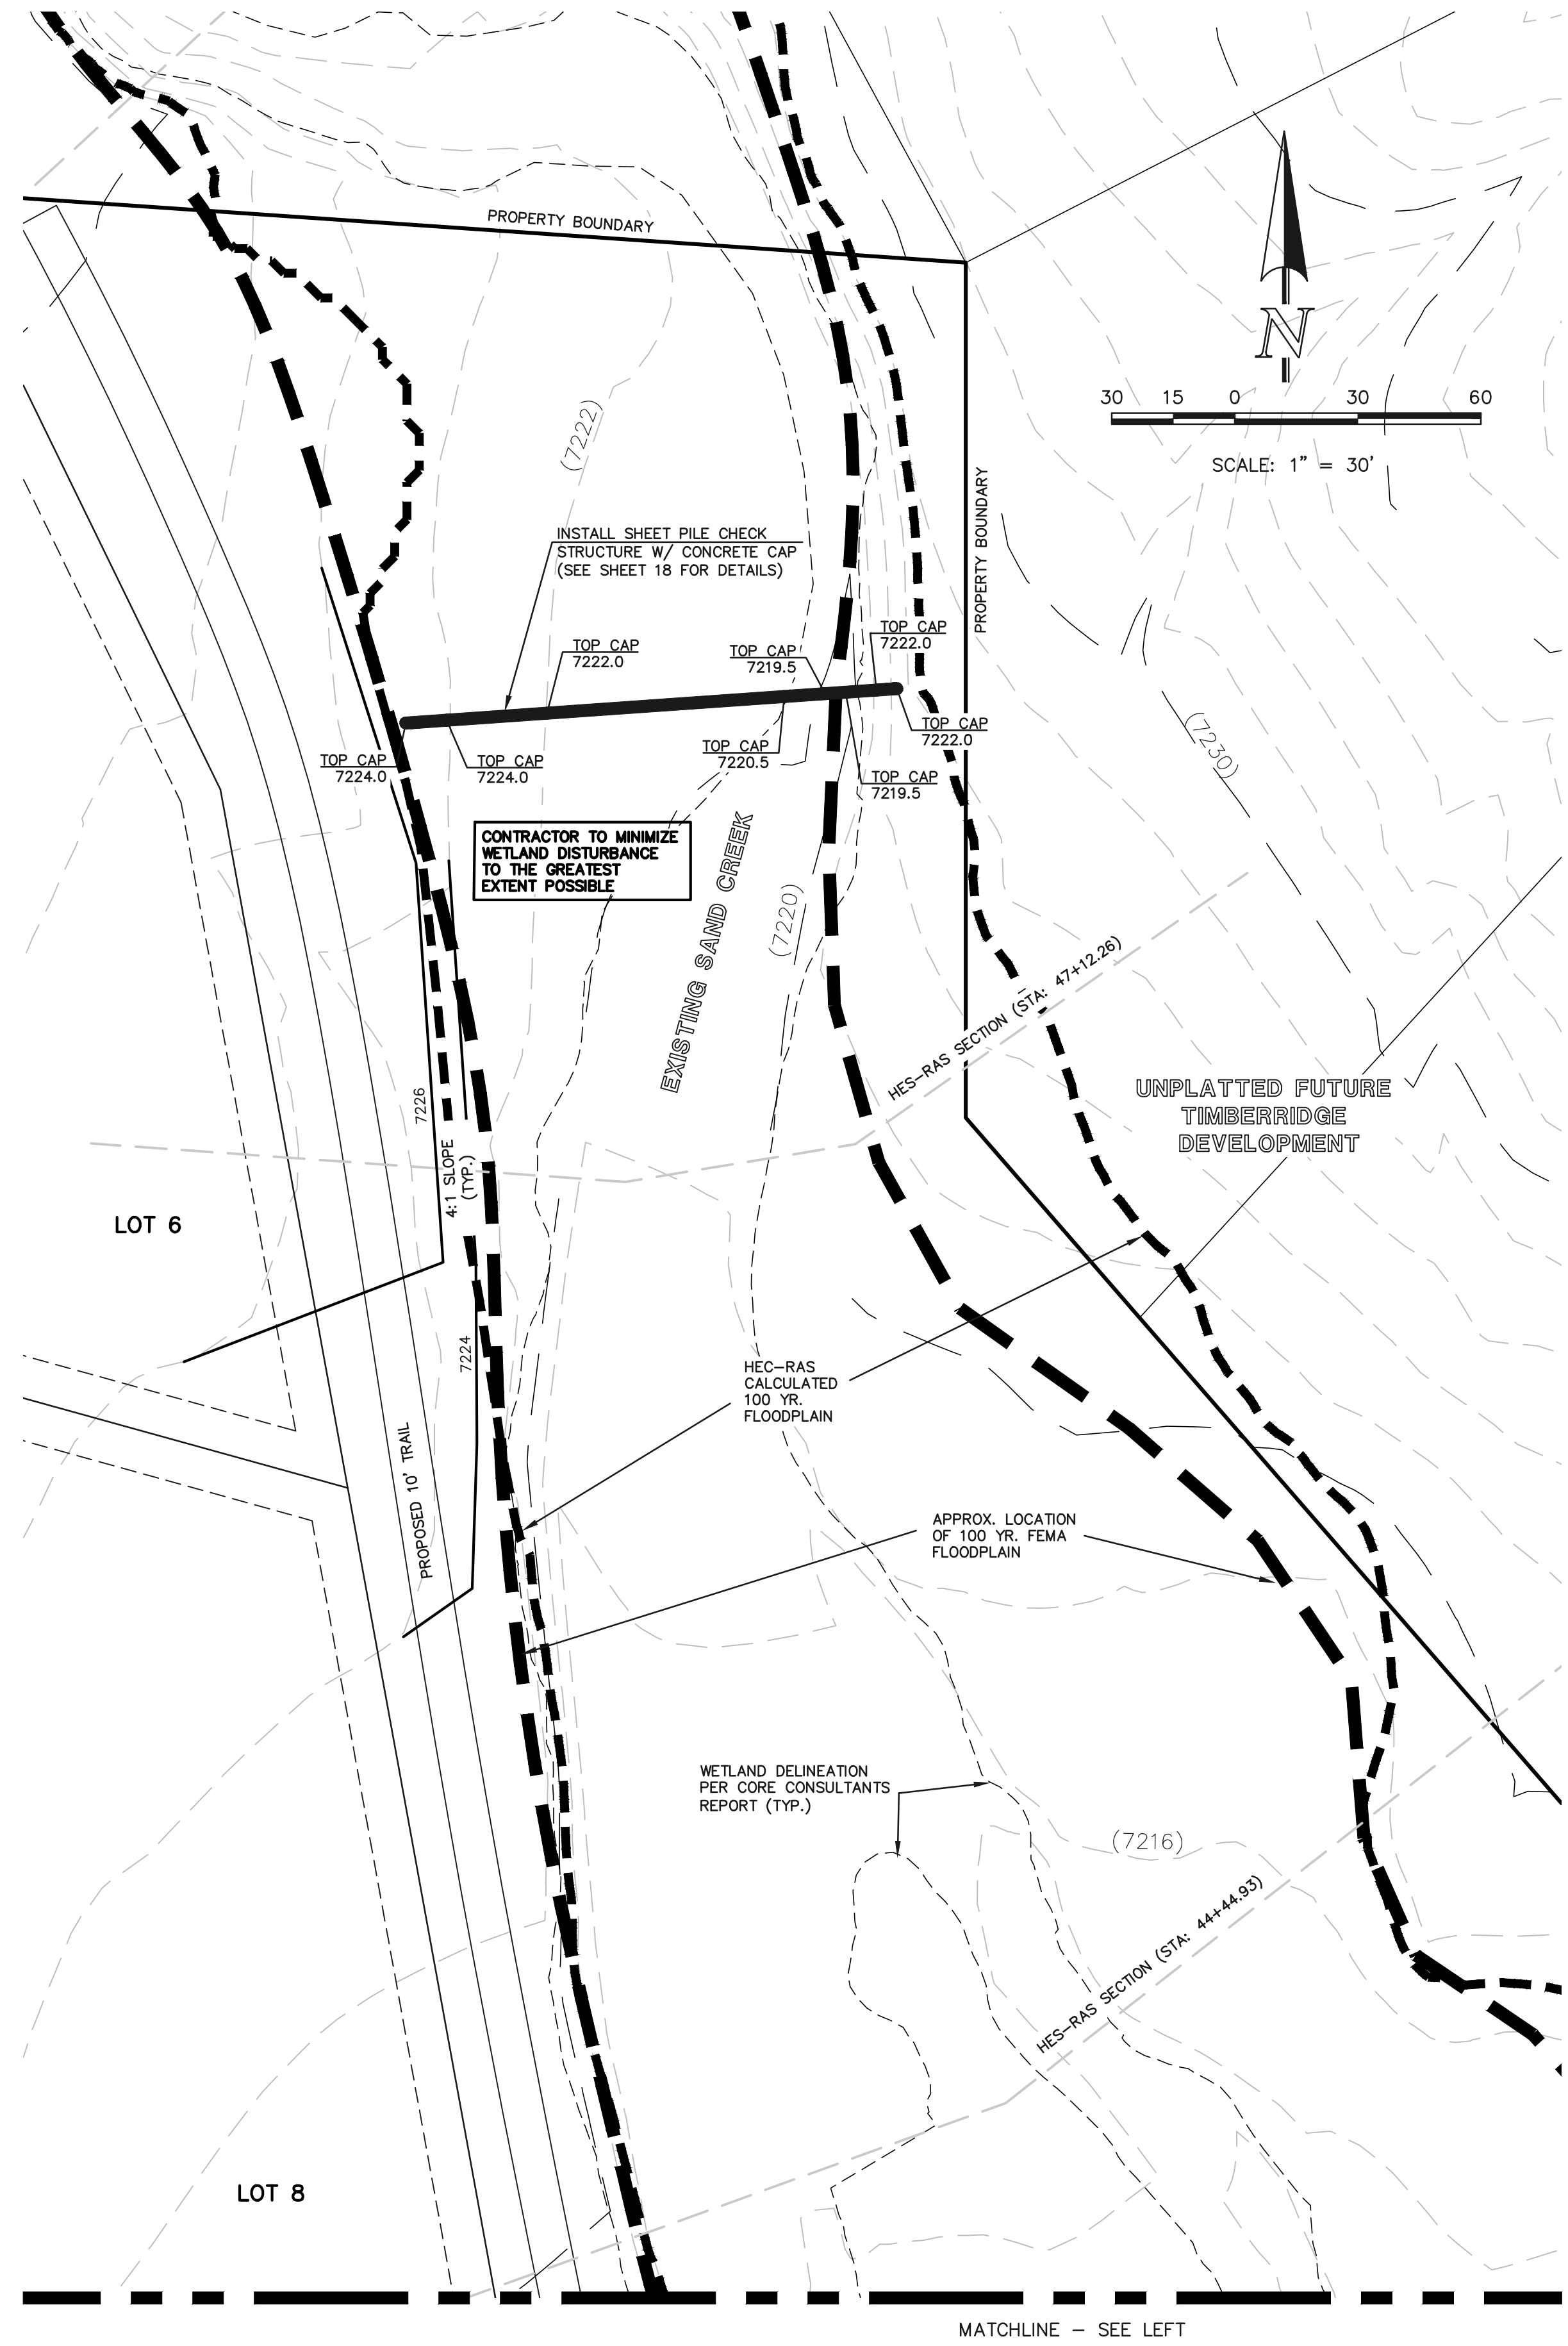 PROPERTY BOUNDARY
N
30 15 0 30 60
SCALE: 1" = 30'
(7222)
PROPERTY BOUNDARY
INSTALL SHEET PILE CHECK
STRUCTURE W/ CONCRETE CAP
(SEE SHEET 18 FOR DETAILS)
TOP CAP
7222.0
TOP CAP
7219.5
TOP CAP
7222.0
TOP CAP
7224.0
TOP CAP
7224.0
TOP CAP
7220.5
TOP CAP
7219.5
TOP CAP
7222.0
(7230)
CONTRACTOR TO MINIMIZE
WETLAND DISTURBANCE
TO THE GREATEST
EXTENT POSSIBLE
EXISTING SAND CREEK
(7220)
HES-RAS SECTION (STA: 47+12.26)
UNPLATTED FUTURE
TIMBERRIDGE
DEVELOPMENT
7226
4:1 SLOPE
(TYP.)
LOT 6
7224
HEC-RAS
CALCULATED
100 YR.
FLOODPLAIN
PROPOSED 10' TRAIL
APPROX. LOCATION
OF 100 YR. FEMA
FLOODPLAIN
WETLAND DELINEATION
PER CORE CONSULTANTS
REPORT (TYP.)
(7216)
HES-RAS SECTION (STA: 44+44.93)
LOT 8
MATCHLINE - SEE LEFT